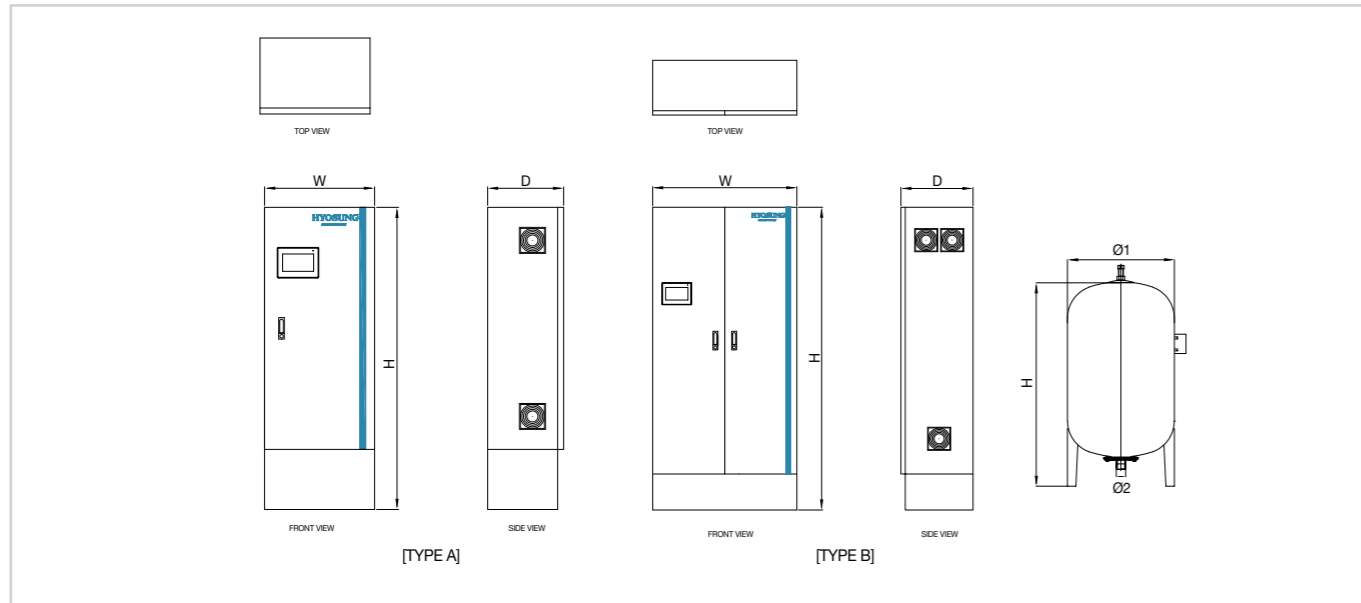 TOP VIEW
TOP VIEW
W
D
W
D
HYOSUNG
HYOSUNG
Ø1
H
H
H
Ø2
FRONT VIEW
SIDE VIEW
FRONT VIEW
SIDE VIEW
[TYPE A]
[TYPE B]